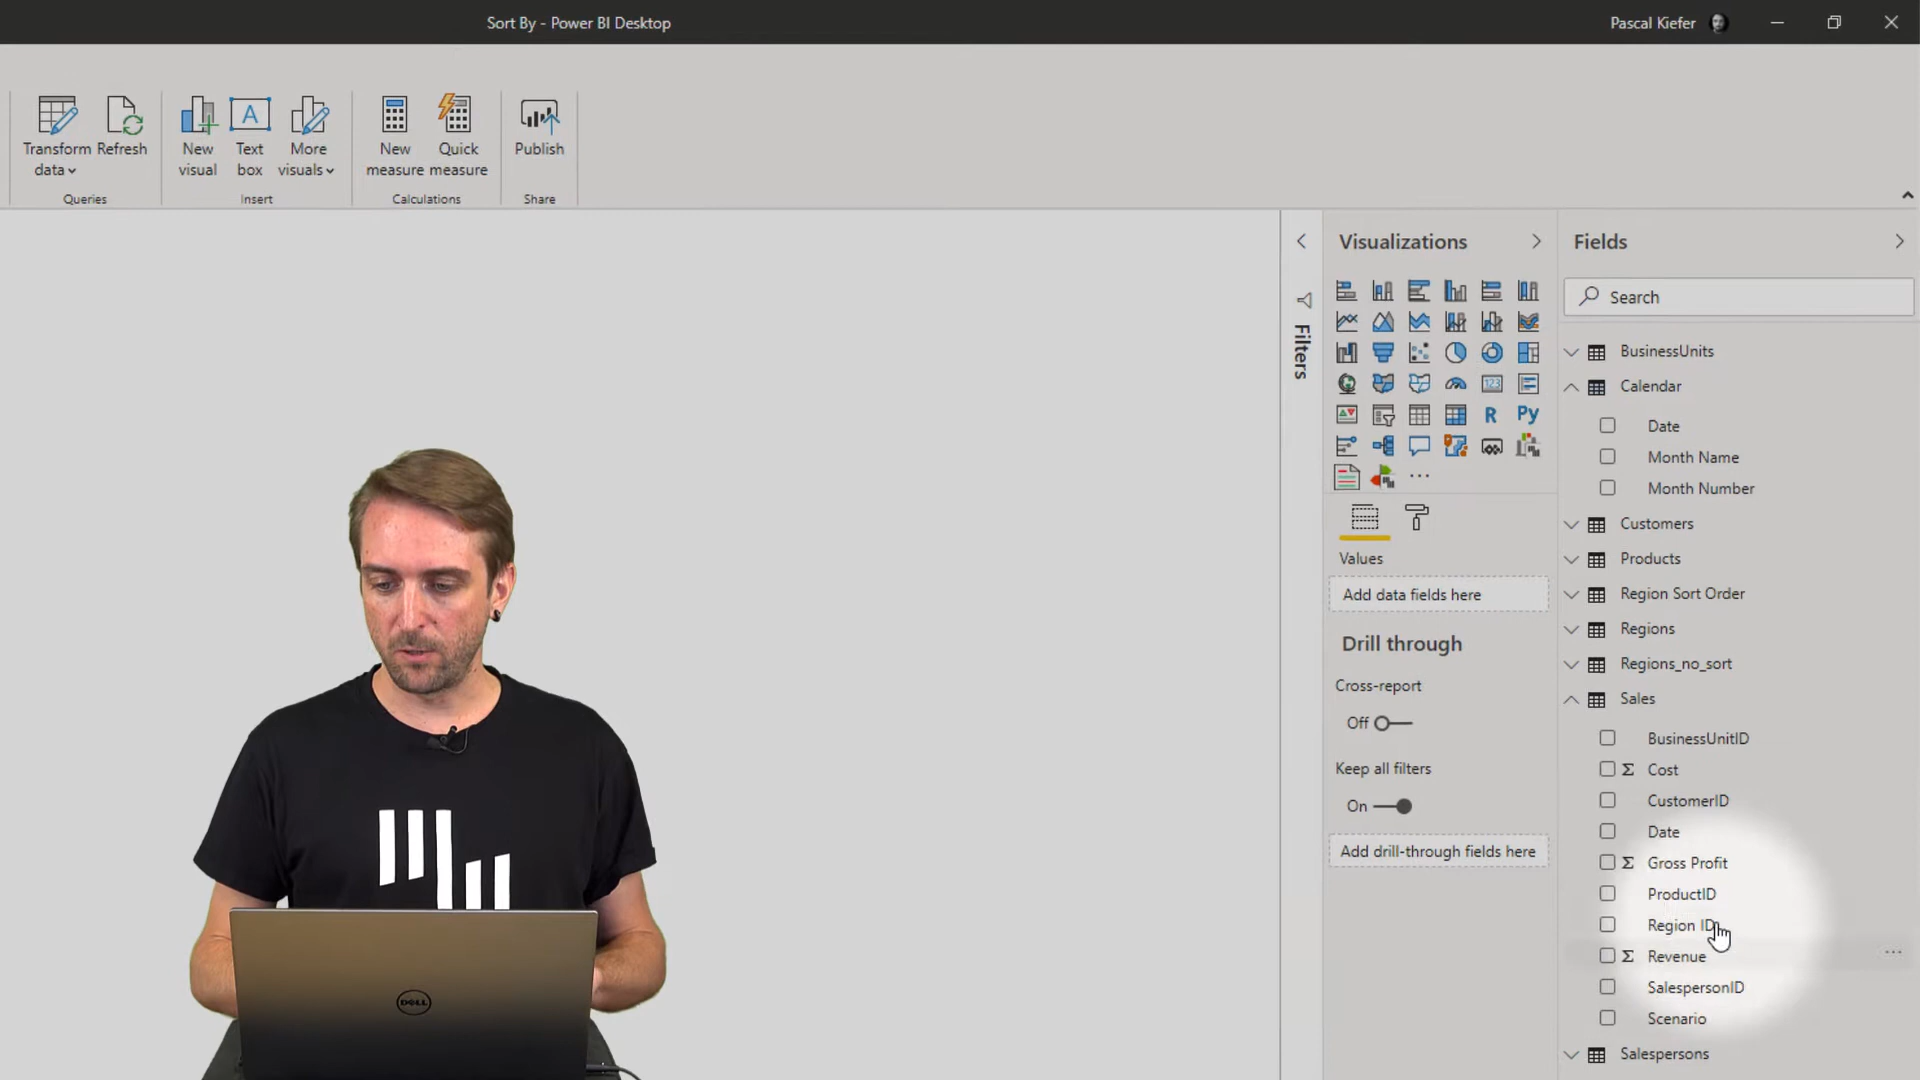 Sort By - Power BI Desktop
Pascal Kiefer
Transform data
Refresh
New visual
Text box
More visuals
New measure
Quick measure
Publish
Queries
Insert
Calculations
Share
Filters
Visualizations
R
Py
123
Values
Add data fields here
Drill through
Cross-report
Off
Keep all filters
On
Add drill-through fields here
Fields
Search
BusinessUnits
Calendar
Date
Month Name
Month Number
Customers
Products
Region Sort Order
Regions
Regions_no_sort
Sales
BusinessUnitID
Σ Cost
CustomerID
Date
Σ Gross Profit
ProductID
Region ID
Σ Revenue
SalespersonID
Scenario
Salespersons
DELL